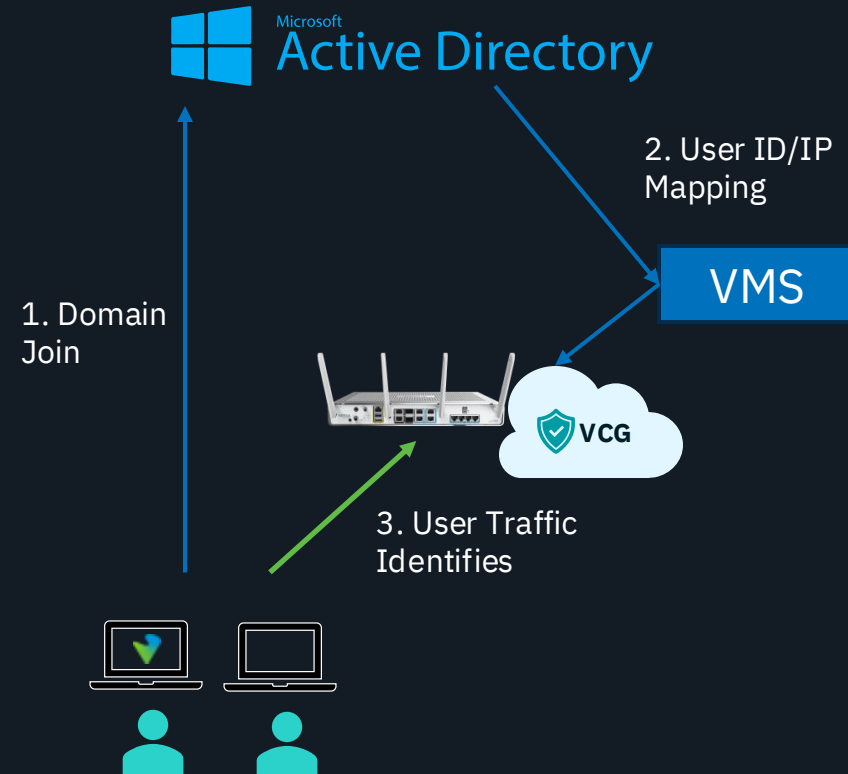 Microsoft
Active Directory
2. User ID/IP
Mapping
VMS
1. Domain
Join
VCG
3. User Traffic
Identifies